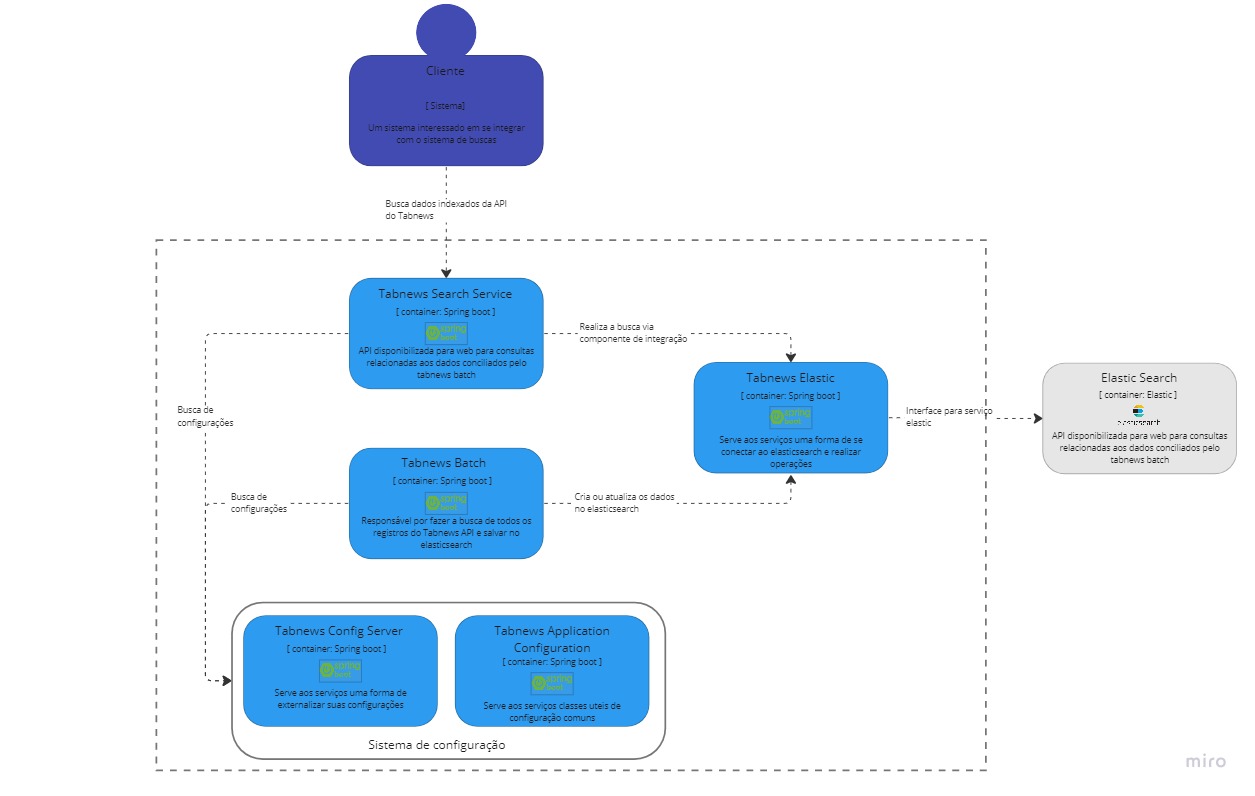 Cliente
[ Sistema]
Um sistema interessado em se integrar
com o sistema de buscas
Busca dados indexados da API
do Tabnews
Tabnews Search Service
[ container: Spring boot ]
spring
boot
API disponibilizada para web para consultas
relacionadas aos dados conciliados pelo
tabnews batch
Realiza a busca via
componente de integração
Tabnews Elastic
[ container: Spring boot ]
spring
boot
Serve aos serviços uma forma de se
conectar ao elasticsearch e realizar
operações
Interface para serviço
elastic
Elastic Search
[ container: Elastic ]
elasticsearch
API disponibilizada para web para consultas
relacionadas aos dados conciliados pelo
tabnews batch
Busca de
configurações
Tabnews Batch
[ container: Spring boot ]
spring
boot
Responsável por fazer a busca de todos os
registros do Tabnews API e salvar no
elasticsearch
Busca de
configurações
Cria ou atualiza os dados
no elasticsearch
Tabnews Config Server
[ container: Spring boot ]
spring
boot
Serve aos serviços uma forma de
externalizar suas configurações
Tabnews Application
Configuration
[ container: Spring boot ]
spring
boot
Serve aos serviços classes uteis de
configuração comuns
Sistema de configuração
miro